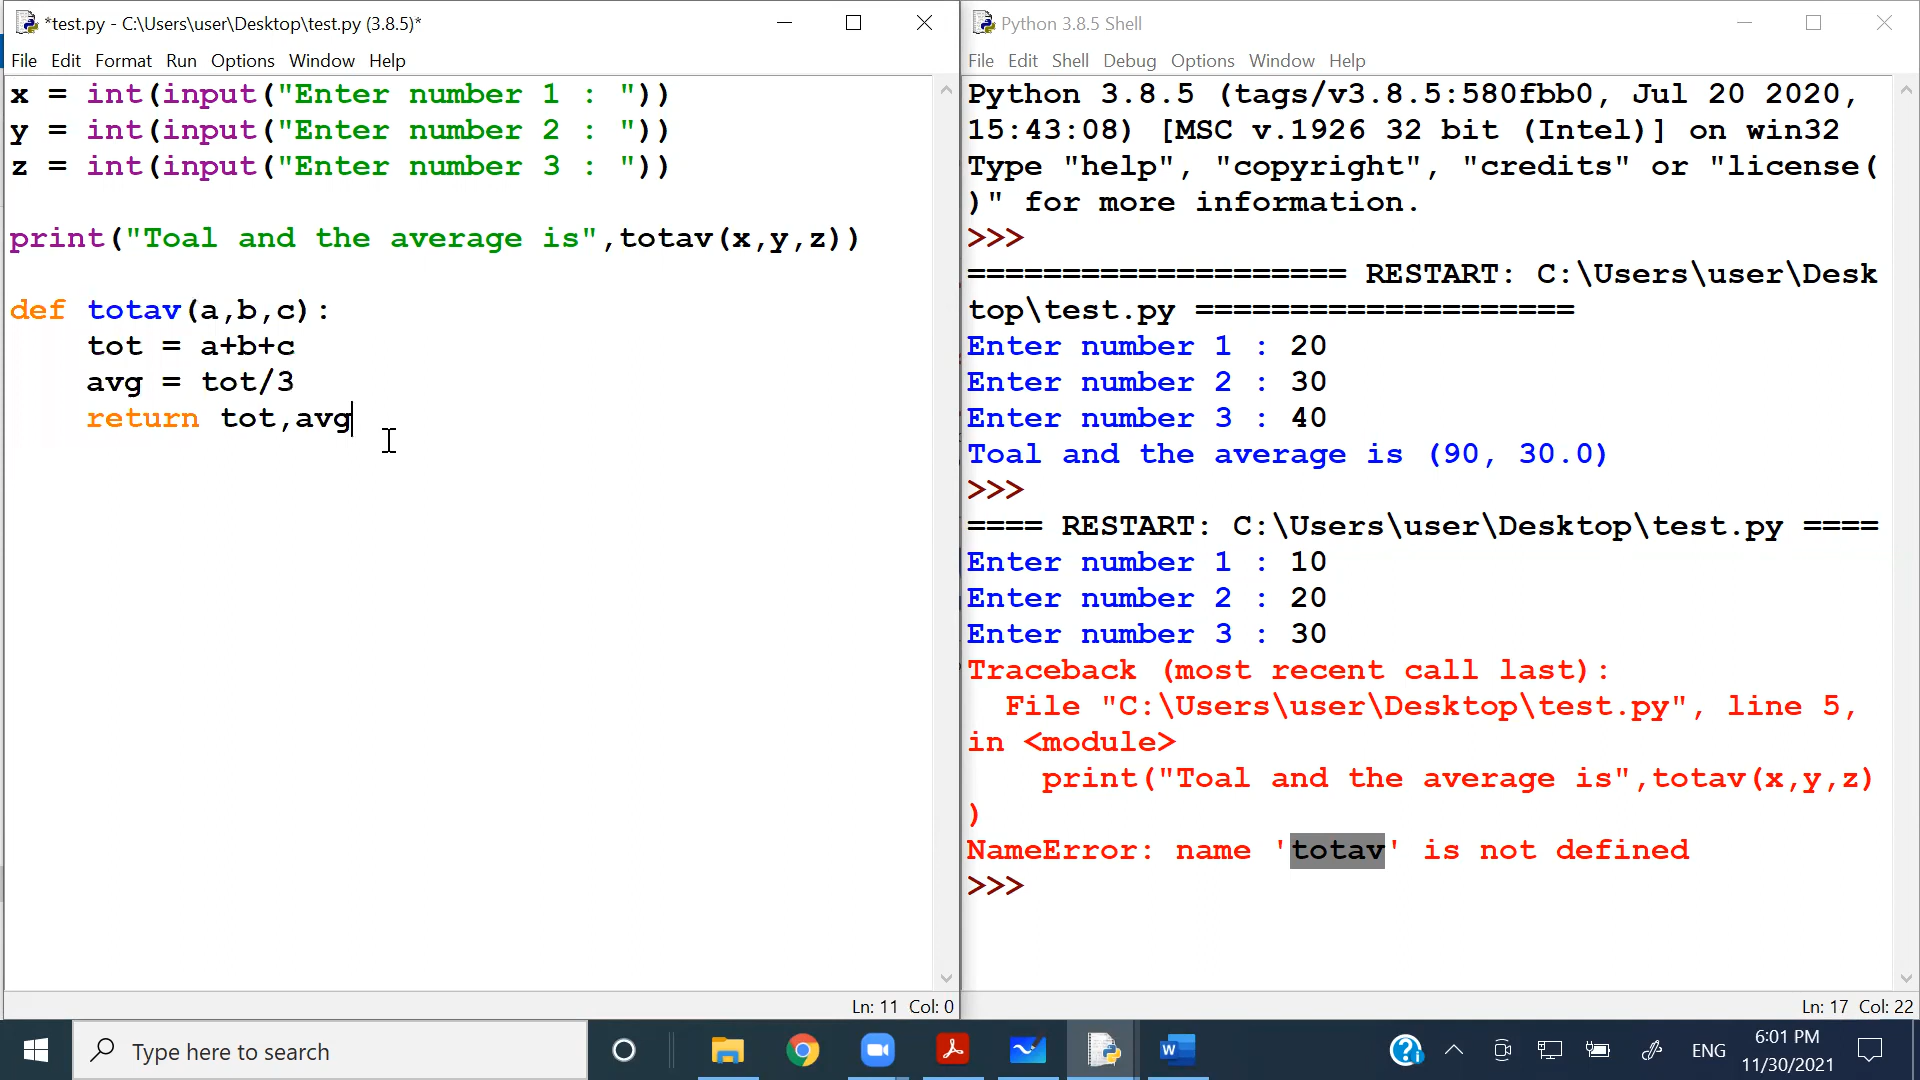 *test.py - C:\Users\user\Desktop\test.py (3.8.5)*
File Edit Format Run Options Window Help
x = int(input("Enter number 1 : "))
y = int(input("Enter number 2 : "))
z = int(input("Enter number 3 : "))
print("Toal and the average is",totav(x,y,z))
def totav(a,b,c):
    tot = a+b+c
    avg = tot/3
    return tot,avg
Ln: 11 Col: 0
Python 3.8.5 Shell
File Edit Shell Debug Options Window Help
Python 3.8.5 (tags/v3.8.5:580fbb0, Jul 20 2020,
15:43:08) [MSC v.1926 32 bit (Intel)] on win32
Type "help", "copyright", "credits" or "license(
)" for more information.
>>>
==================== RESTART: C:\Users\user\Desk
top\test.py ====================
Enter number 1 : 20
Enter number 2 : 30
Enter number 3 : 40
Toal and the average is (90, 30.0)
>>>
==== RESTART: C:\Users\user\Desktop\test.py ====
Enter number 1 : 10
Enter number 2 : 20
Enter number 3 : 30
Traceback (most recent call last):
  File "C:\Users\user\Desktop\test.py", line 5,
in <module>
    print("Toal and the average is",totav(x,y,z)
)
NameError: name 'totav' is not defined
>>>
Ln: 17 Col: 22
Type here to search
W
ENG
6:01 PM
11/30/2021